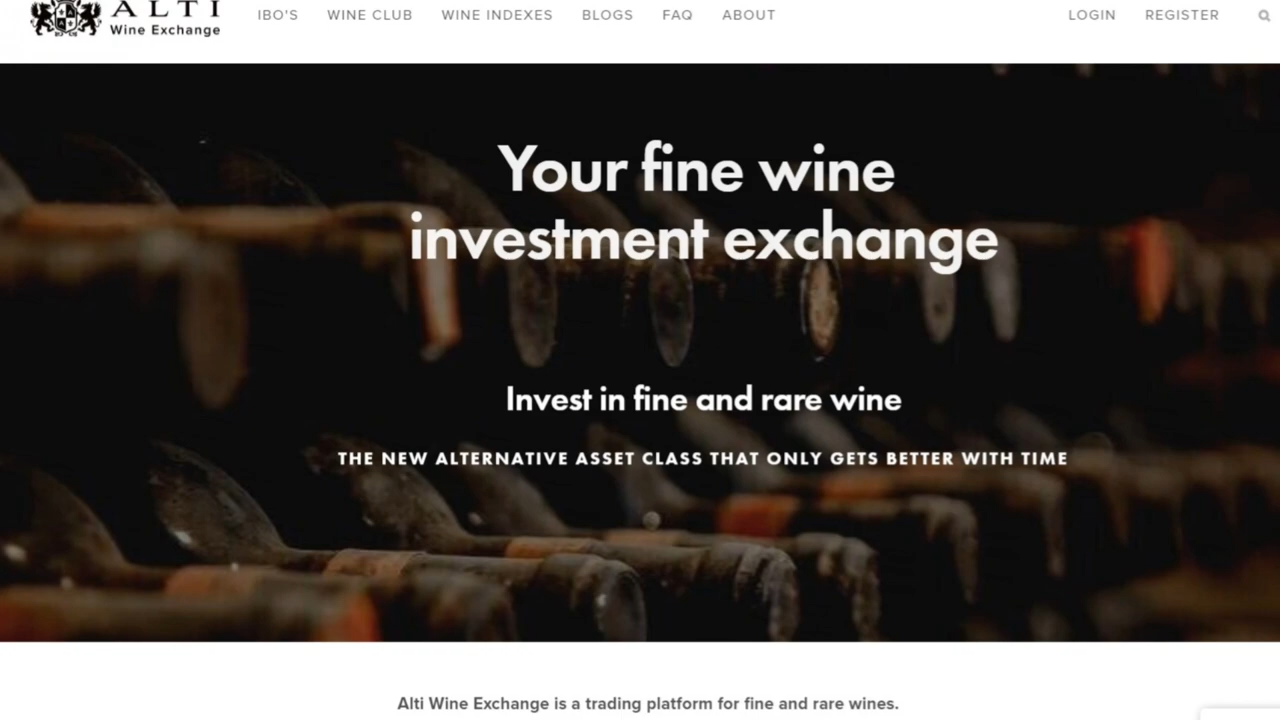 ALTI
Wine Exchange
IBO'S
WINE CLUB
WINE INDEXES
BLOGS
FAQ
ABOUT
LOGIN
REGISTER
Your fine wine
investment exchange
Invest in fine and rare wine
THE NEW ALTERNATIVE ASSET CLASS THAT ONLY GETS BETTER WITH TIME
Alti Wine Exchange is a trading platform for fine and rare wines.